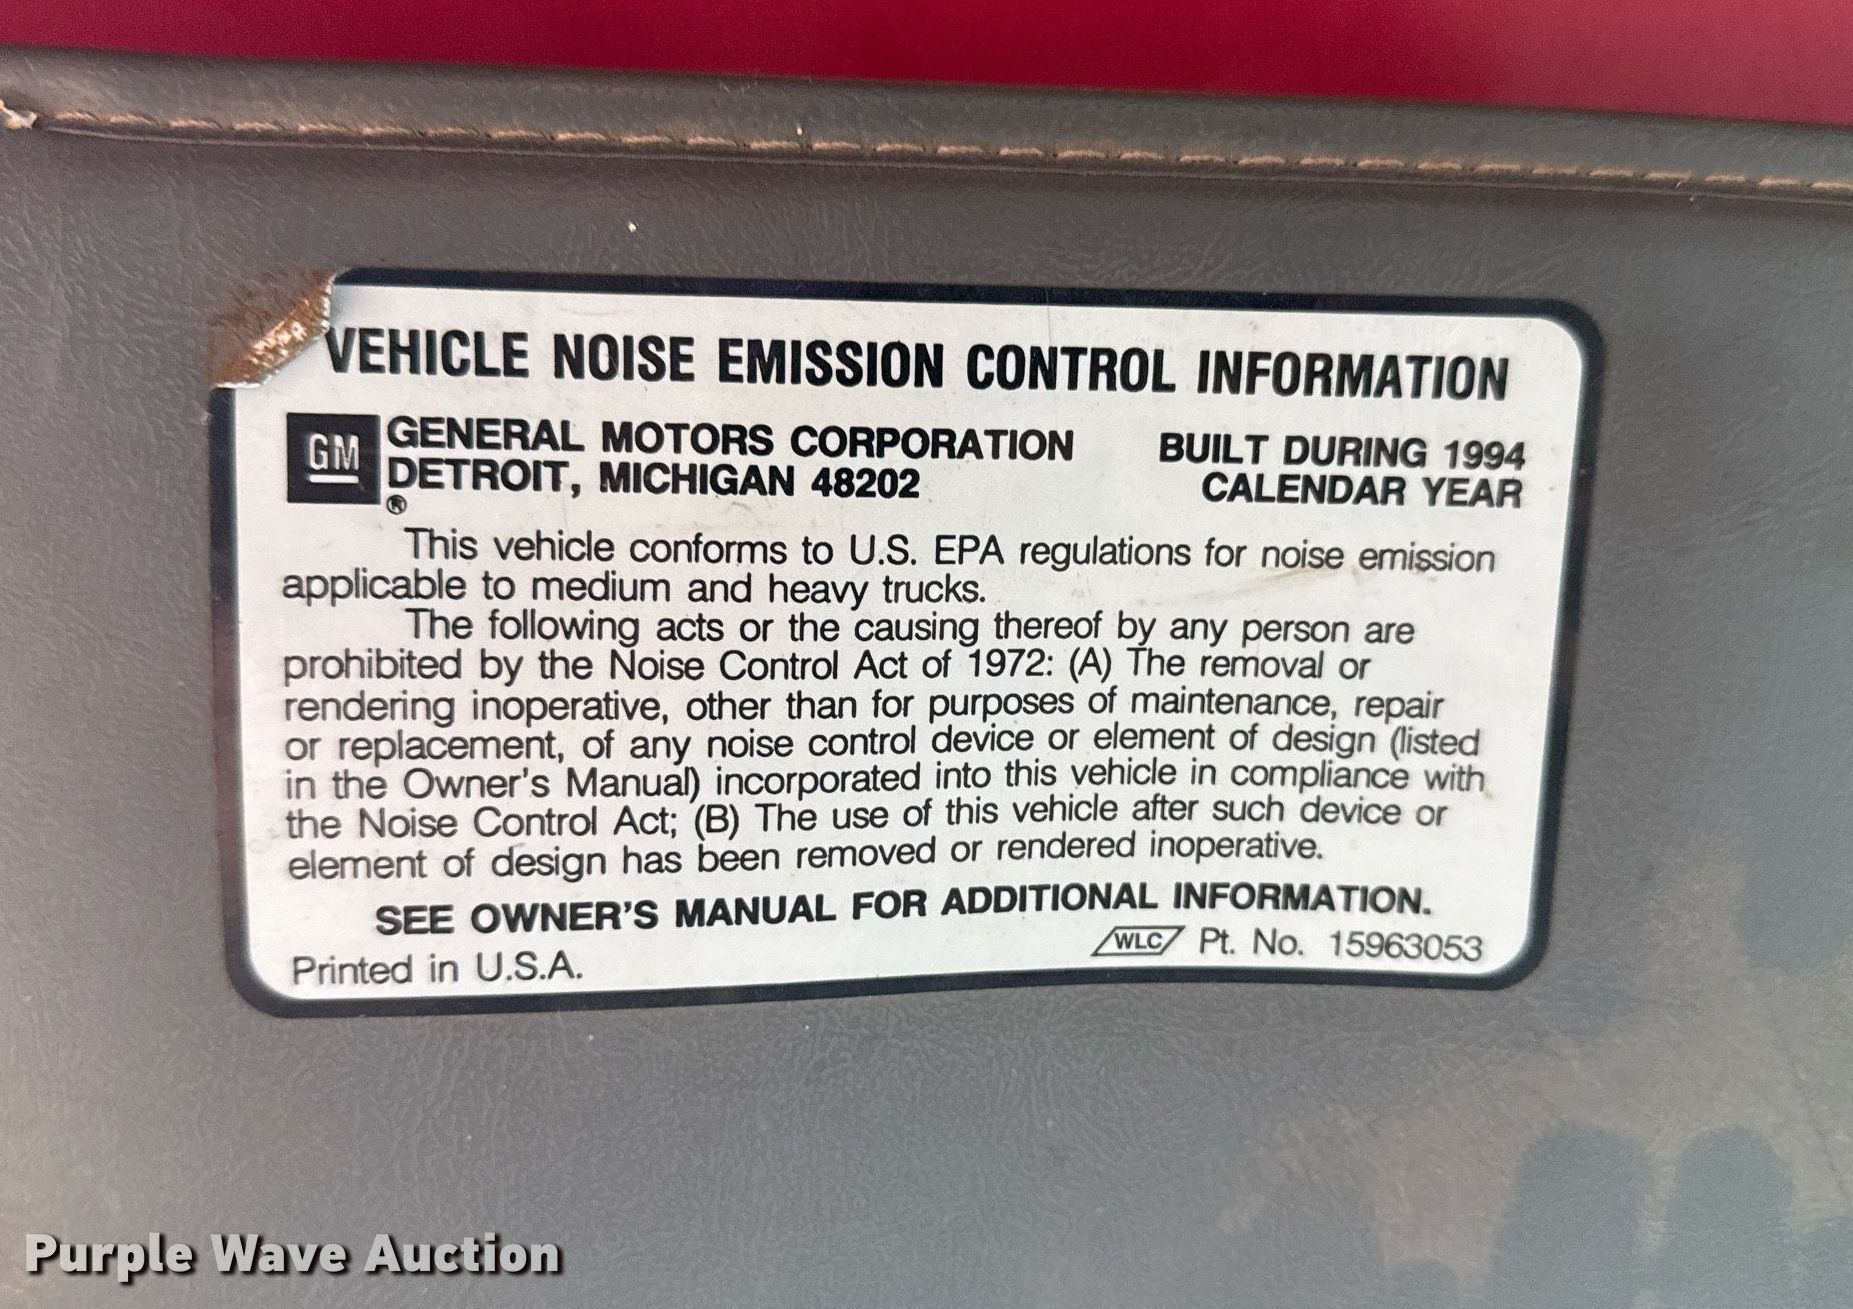 VEHICLE NOISE EMISSION CONTROL INFORMATION
GM GENERAL MOTORS CORPORATION BUILT DURING 1994
® DETROIT, MICHIGAN 48202 CALENDAR YEAR
This vehicle conforms to U.S. EPA regulations for noise emission
applicable to medium and heavy trucks.
The following acts or the causing thereof by any person are
prohibited by the Noise Control Act of 1972: (A) The removal or
rendering inoperative, other than for purposes of maintenance, repair
or replacement, of any noise control device or element of design (listed
in the Owner's Manual) incorporated into this vehicle in compliance with
the Noise Control Act; (B) The use of this vehicle after such device or
element of design has been removed or rendered inoperative.
SEE OWNER'S MANUAL FOR ADDITIONAL INFORMATION.
Printed in U.S.A. WLC Pt. No. 15963053
Purple Wave Auction